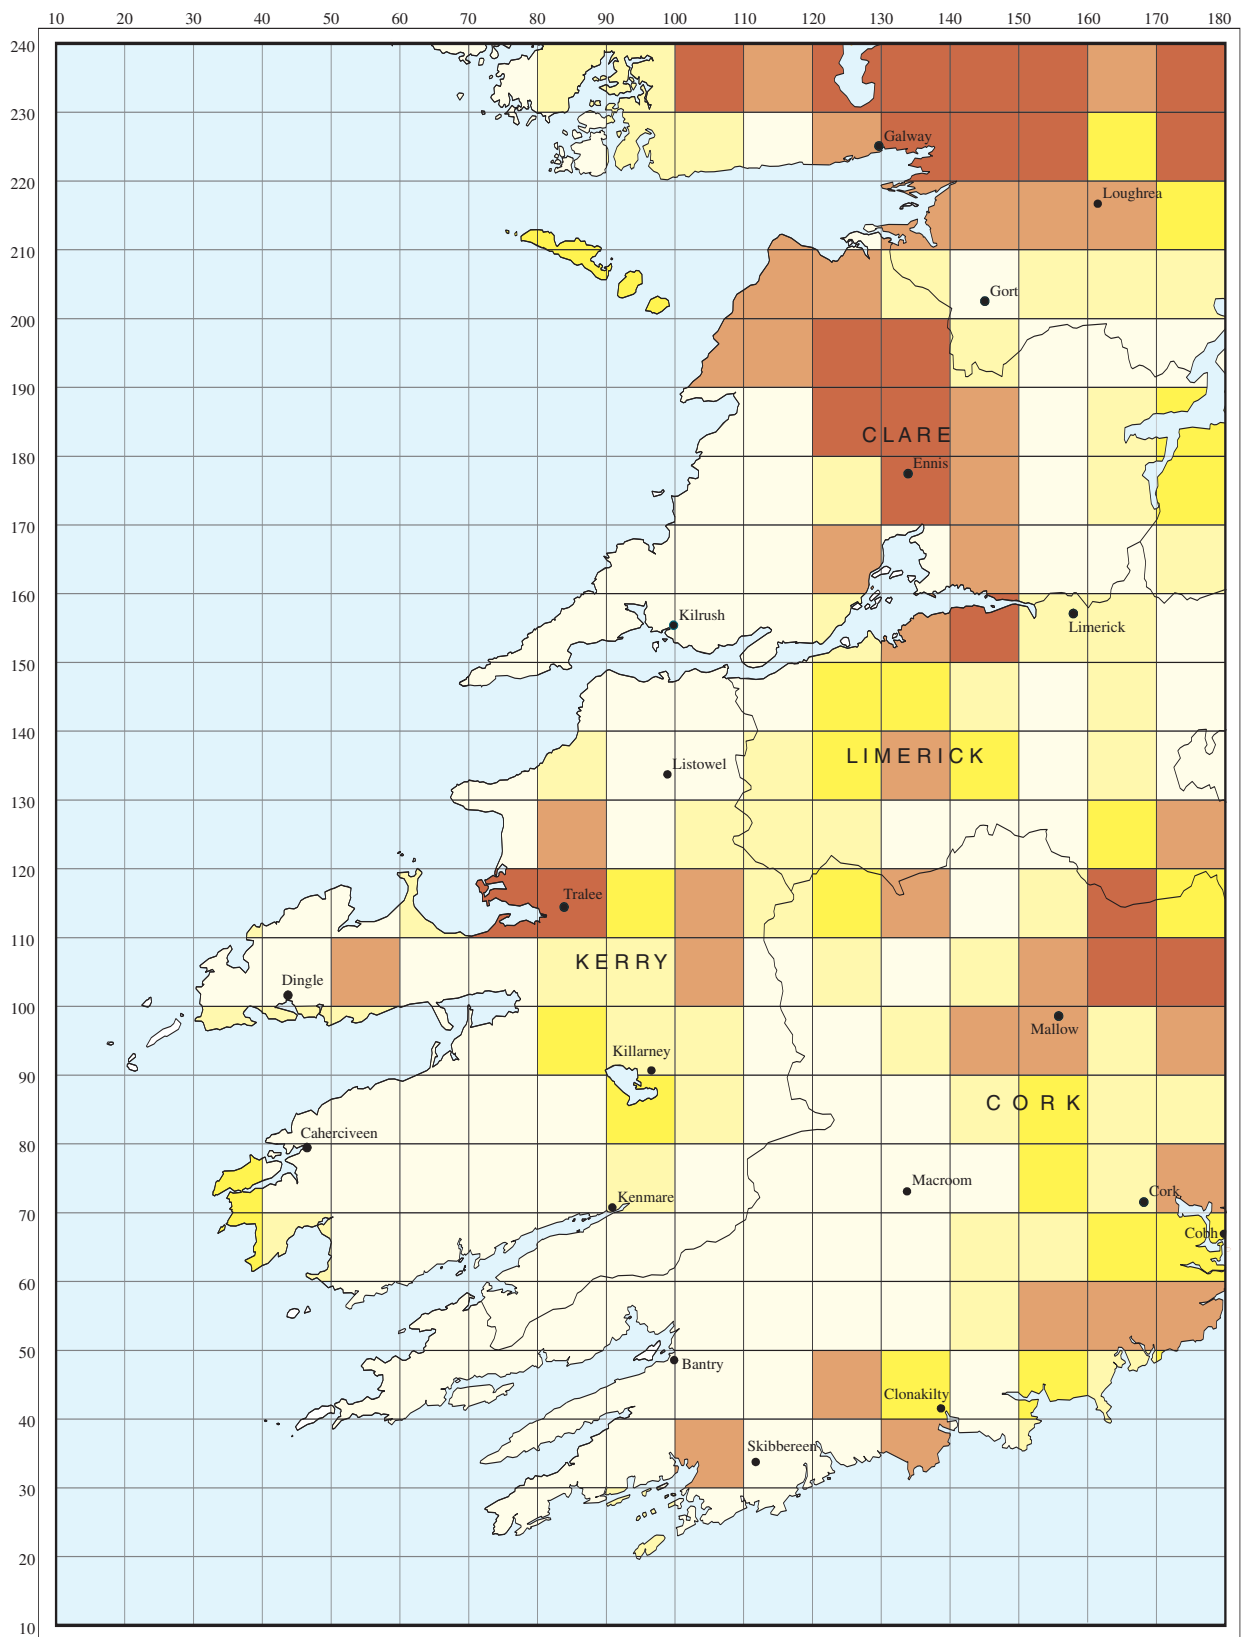 10 20 30 40 50 60 70 80 90 100 110 120 130 140 150 160 170 180
240
230
Galway
220
Loughrea
210
Gort
200
190
CLARE
180
Ennis
170
160
Kilrush
Limerick
150
140
LIMERICK
Listowel
130
120
Tralee
110
KERRY
Dingle
100
Mallow
Killarney
90
CORK
Caherciveen
80
Macroom
Kenmare
Cork
70
Cobh
60
50
Bantry
Clonakilty
40
Skibbereen
30
20
10